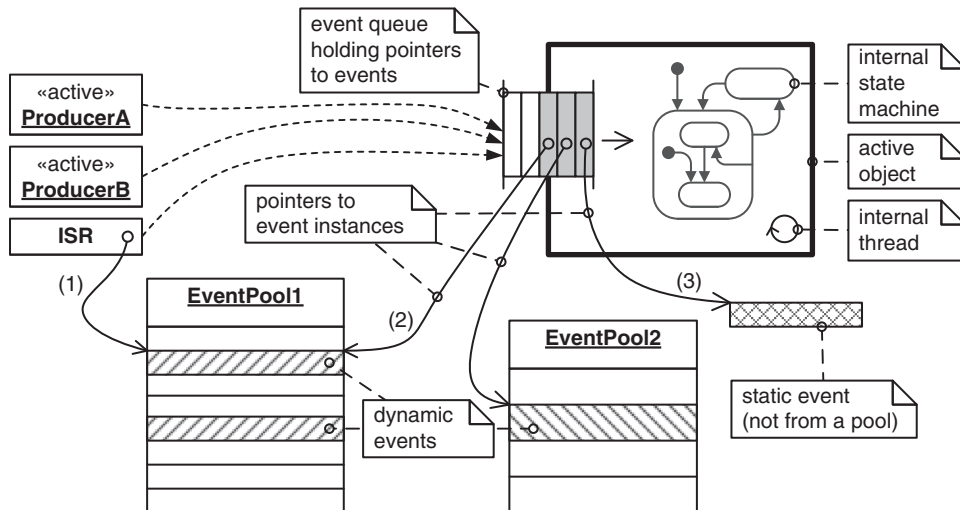 event queue
holding pointers
to events
internal
state
machine
«active»
ProducerA
«active»
ProducerB
ISR
active
object
pointers to
event instances
internal
thread
(1)
(2)
(3)
EventPool1
EventPool2
dynamic
events
static event
(not from a pool)